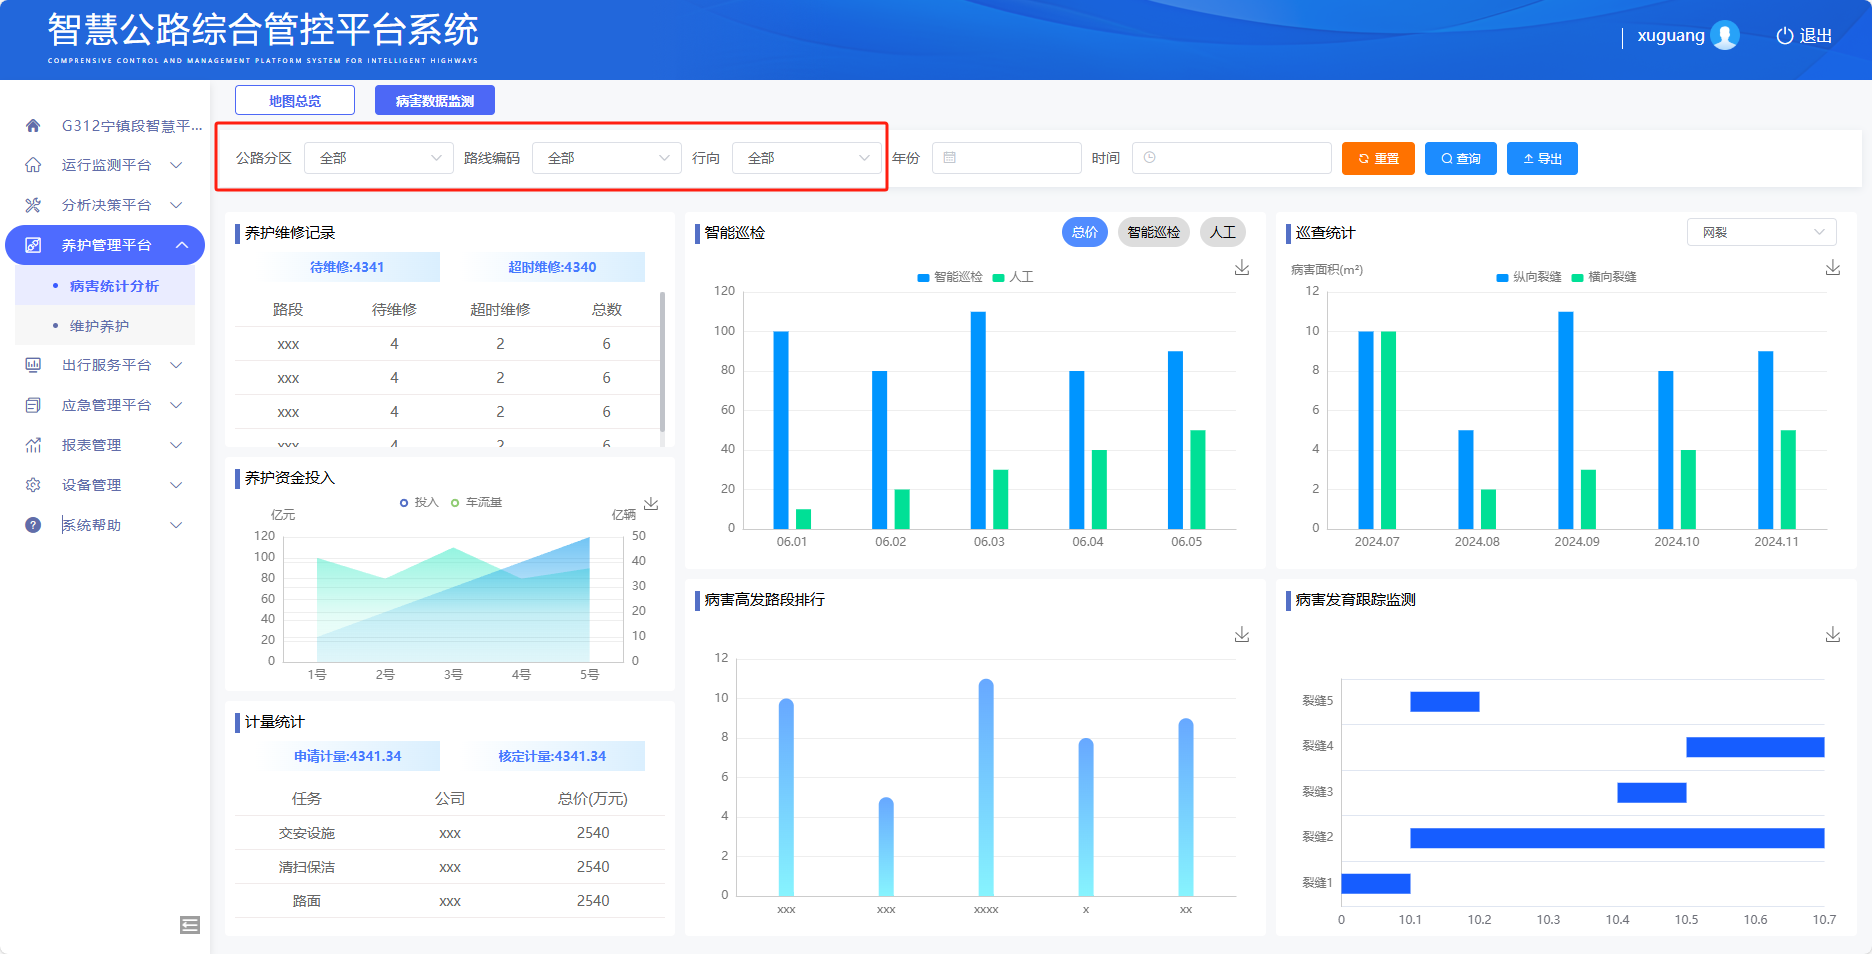 智慧公路综合管控平台系统
COMPRENSIVE CONTROL AND MANAGEMENT PLATFORM SYSTEM FOR INTELLIGENT HIGHWAYS
xuguang 退出
G312宁镇段智慧平...
运行监测平台
分析决策平台
养护管理平台
病害统计分析
维护养护
出行服务平台
应急管理平台
报表管理
设备管理
系统帮助
地图总览 病害数据监测
公路分区 全部 路线编码 全部 行向 全部 年份 时间 重置 查询 导出
养护维修记录
待维修:4341 超时维修:4340
路段 待维修 超时维修 总数
xxx 4 2 6
xxx 4 2 6
xxx 4 2 6
xxx 4 2 6
养护资金投入
投入 车流量
亿元 亿辆
120 50
100 40
80 30
60 20
40 10
20 0
0
1号 2号 3号 4号 5号
计量统计
申请计量:4341.34 核定计量:4341.34
任务 公司 总价(万元)
交安设施 xxx 2540
清扫保洁 xxx 2540
路面 xxx 2540
智能巡检 总价 智能巡检 人工
智能巡检 人工
120
100
80
60
40
20
0
06.01 06.02 06.03 06.04 06.05
巡查统计 网裂
病害面积(m²) 纵向裂缝 横向裂缝
12
10
8
6
4
2
0
2024.07 2024.08 2024.09 2024.10 2024.11
病害高发路段排行
12
10
8
6
4
2
0
xxx xxx xxxx x xx
病害发育跟踪监测
裂缝5
裂缝4
裂缝3
裂缝2
裂缝1
0 10.1 10.2 10.3 10.4 10.5 10.6 10.7